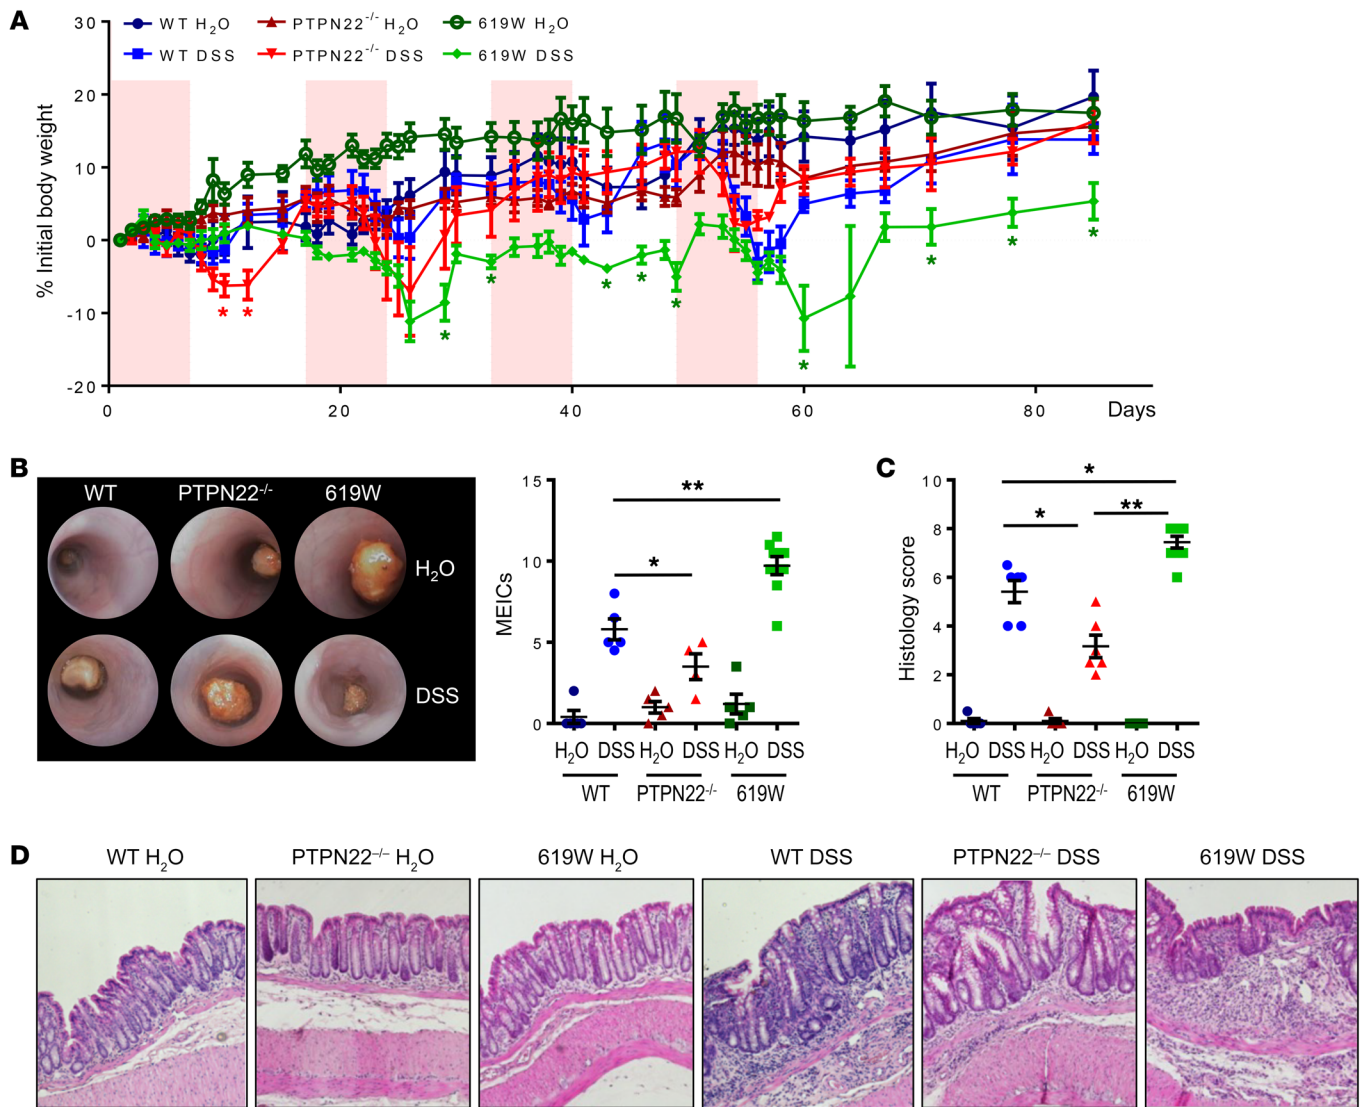 A
30
20
10
0
-10
-20
% Initial body weight
WT H₂O
PTPN22⁻/⁻ H₂O
619W H₂O
WT DSS
PTPN22⁻/⁻ DSS
619W DSS
* * * * * * * * * * *
0 20 40 60 80 Days
B
WT PTPN22⁻/⁻ 619W
H₂O
DSS
MEICs
15
10
5
0
**
*
H₂O DSS H₂O DSS H₂O DSS
WT PTPN22⁻/⁻ 619W
C
Histology score
10
8
6
4
2
0
*
* **
H₂O DSS H₂O DSS H₂O DSS
WT PTPN22⁻/⁻ 619W
D
WT H₂O PTPN22⁻/⁻ H₂O 619W H₂O WT DSS PTPN22⁻/⁻ DSS 619W DSS